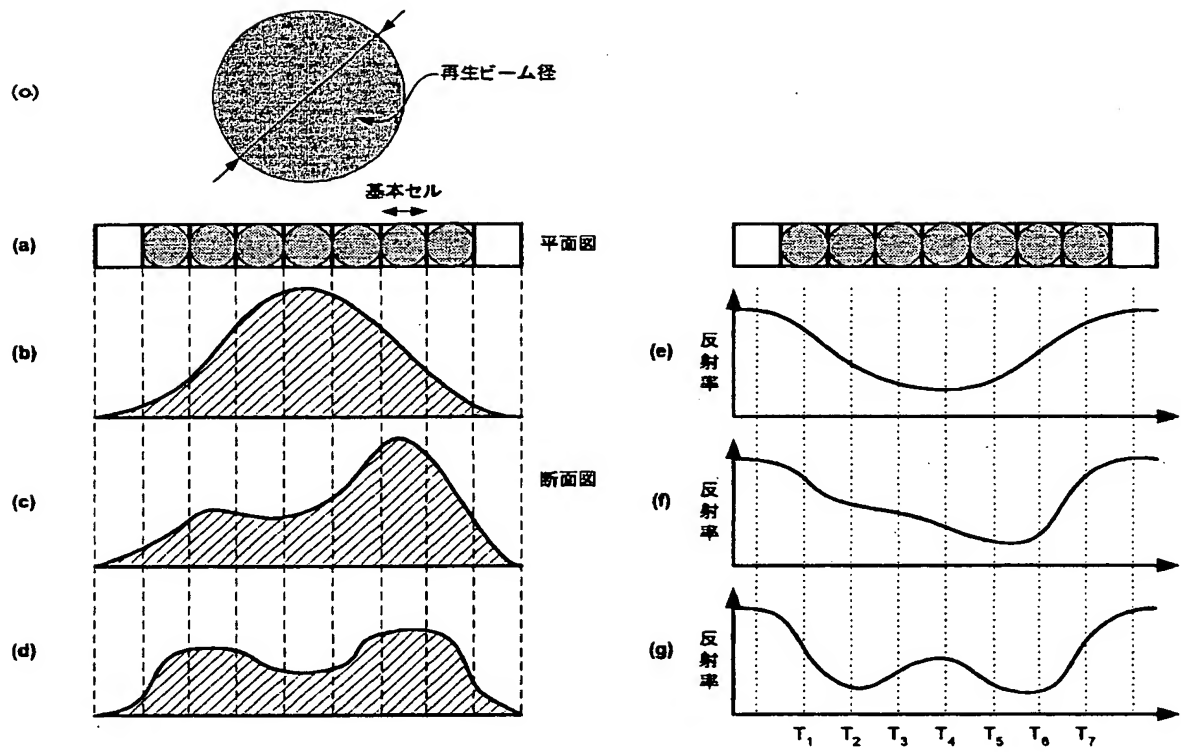 (o)
再生ビーム径
基本セル
(a)
平面図
(b)
(c)
断面図
(d)
(e)
反射率
(f)
反射率
(g)
反射率
T₁ T₂ T₃ T₄ T₅ T₆ T₇